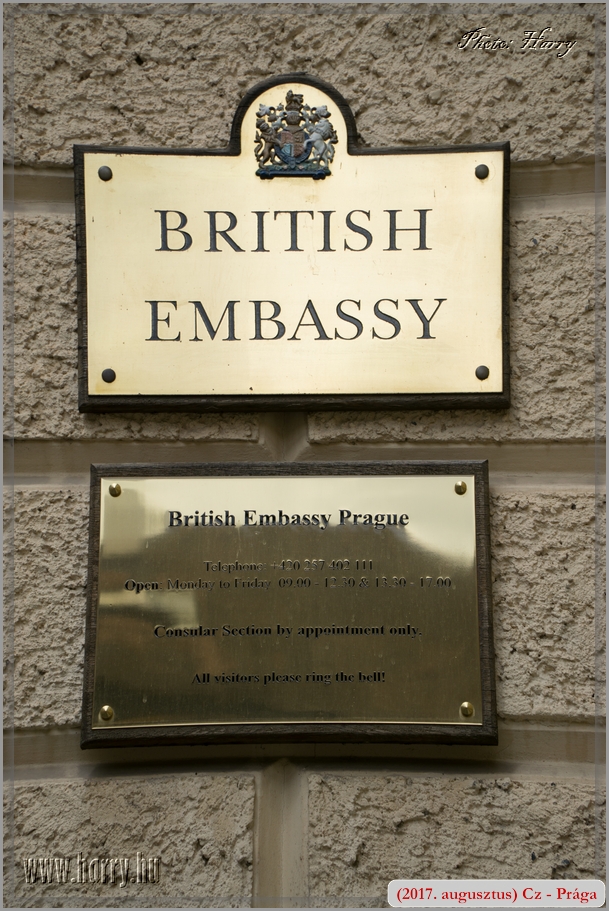 Photo: Harry
BRITISH
EMBASSY
British Embassy Prague
Telephone: +420 257 402 111
Open: Monday to Friday 09.00 - 12.30 & 13.30 - 17.00
Consular Section by appointment only.
All visitors please ring the bell!
www.harry.hu
(2017. augusztus) Cz - Prága